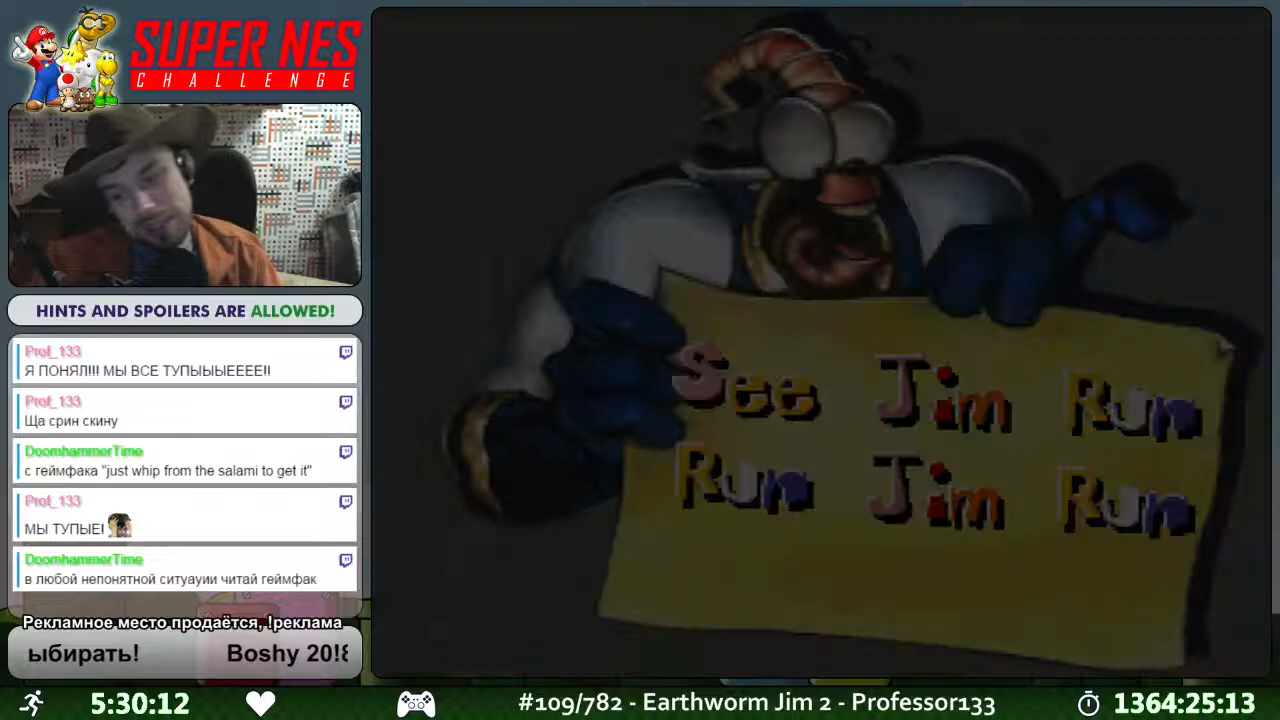 SUPER NES
CHALLENGE
HINTS AND SPOILERS ARE ALLOWED!
Prof_133
Я ПОНЯЛ!!! МЫ ВСЕ ТУПЫЫЫЕЕЕЕ!!
Prof_133
Ща срин скину
DoomhammerTime
с геймфака "just whip from the salami to get it"
Prof_133
МЫ ТУПЫЕ!
DoomhammerTime
в любой непонятной ситуауии читай геймфак
Рекламное место продаётся, !реклама
ыбирать! Boshy 20!
See Jim Run
Run Jim Run
5:30:12
#109/782 - Earthworm Jim 2 - Professor133
1364:25:13